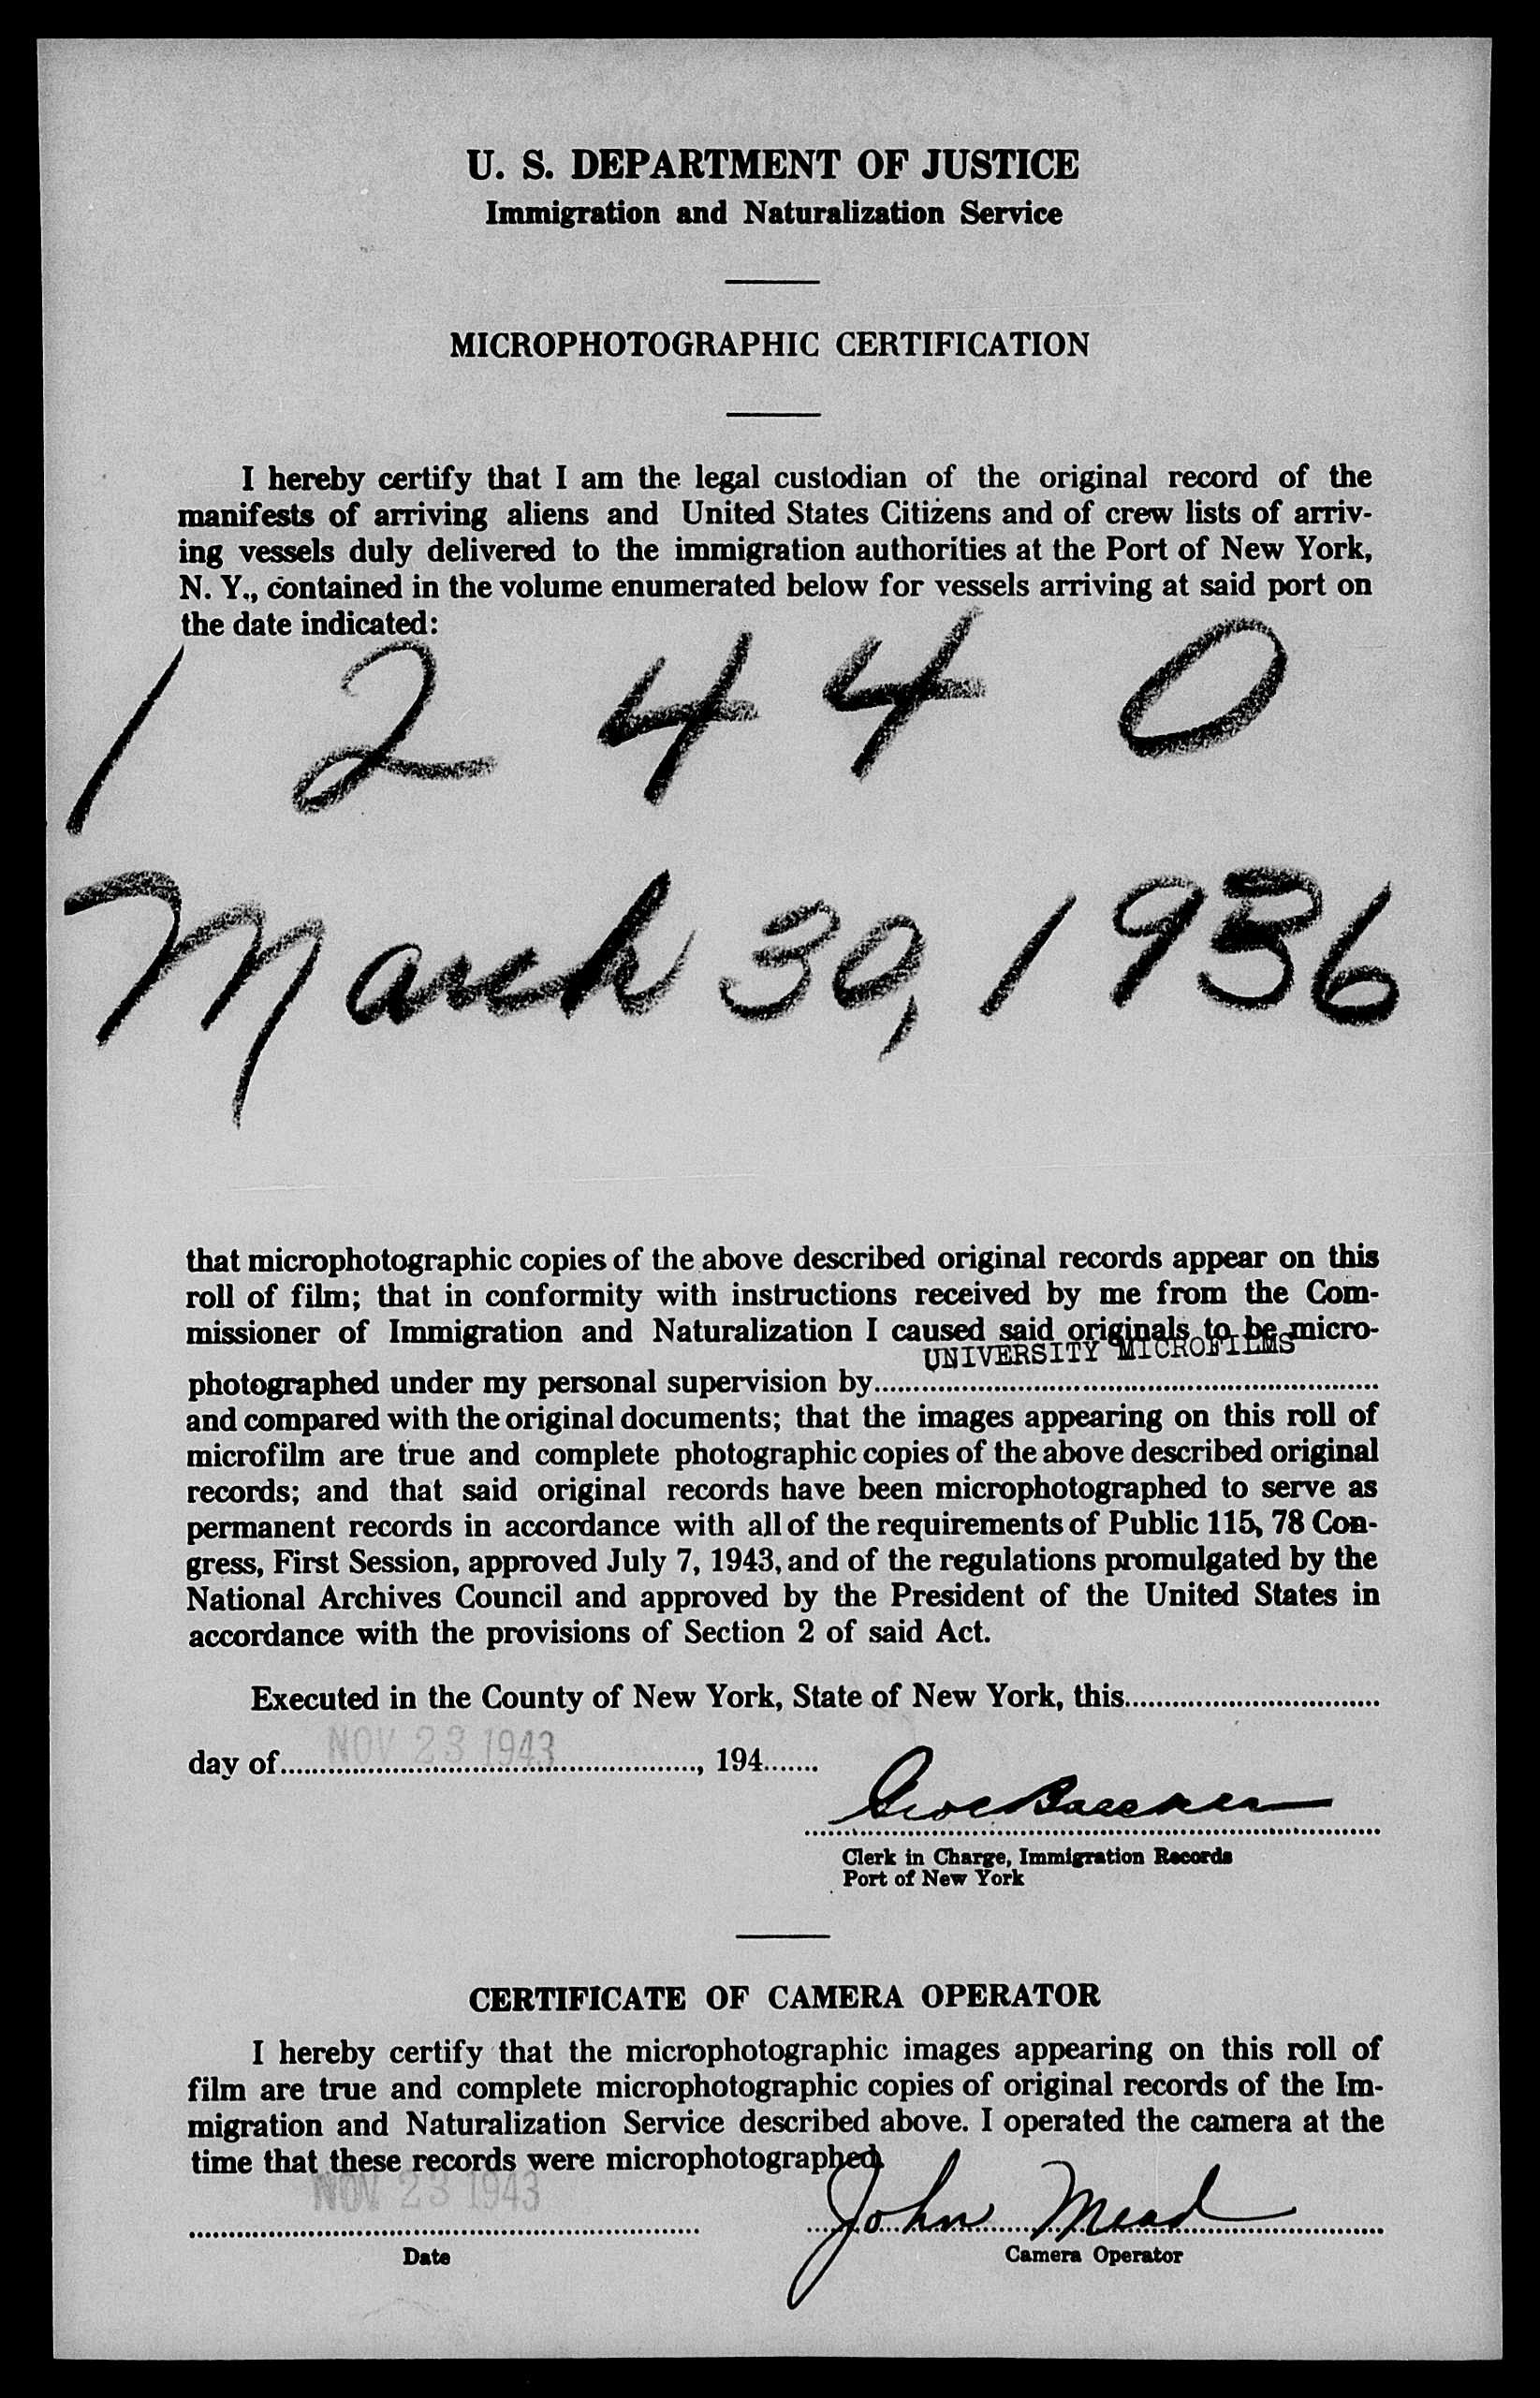 U. S. DEPARTMENT OF JUSTICE
Immigration and Naturalization Service
MICROPHOTOGRAPHIC CERTIFICATION
I hereby certify that I am the legal custodian of the original record of the
manifests of arriving aliens and United States Citizens and of crew lists of arriv-
ing vessels duly delivered to the immigration authorities at the Port of New York,
N. Y., contained in the volume enumerated below for vessels arriving at said port on
the date indicated:
1 2 4 4 0
March 30, 1936
that microphotographic copies of the above described original records appear on this
roll of film; that in conformity with instructions received by me from the Com-
missioner of Immigration and Naturalization I caused said originals to be micro-
UNIVERSITY MICROFILMS
photographed under my personal supervision by
and compared with the original documents; that the images appearing on this roll of
microfilm are true and complete photographic copies of the above described original
records; and that said original records have been microphotographed to serve as
permanent records in accordance with all of the requirements of Public 115, 78 Con-
gress, First Session, approved July 7, 1943, and of the regulations promulgated by the
National Archives Council and approved by the President of the United States in
accordance with the provisions of Section 2 of said Act.
Executed in the County of New York, State of New York, this
day of NOV 23 1943, 194
Clerk in Charge, Immigration Records
Port of New York
CERTIFICATE OF CAMERA OPERATOR
I hereby certify that the microphotographic images appearing on this roll of
film are true and complete microphotographic copies of original records of the Im-
migration and Naturalization Service described above. I operated the camera at the
time that these records were microphotographed.
NOV 23 1943 John Mead
Date Camera Operator